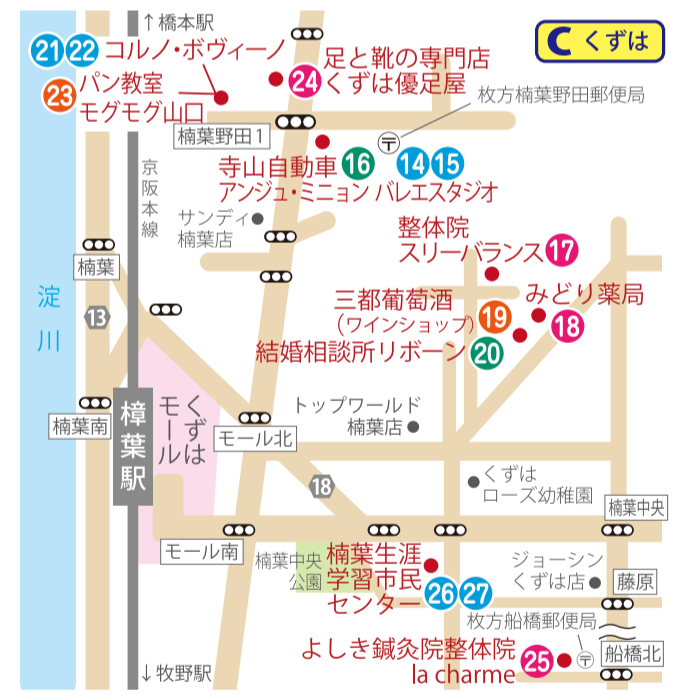 ↑橋本駅
くずは
21 22 コルノ・ボヴィーノ
23 パン教室
モグモグ山口
24 足と靴の専門店
くずは優足屋
枚方楠葉野田郵便局
楠葉野田1
〒
寺山自動車 16
14 15
アンジュ・ミニョン バレエスタジオ
京阪本線
サンディ
楠葉店
整体院
スリーバランス 17
楠葉
淀川
13
三都葡萄酒
(ワインショップ) 19
みどり薬局
18
結婚相談所リボーン 20
トップワールド
楠葉店
楠葉南
樟葉駅
くずは
モール
モール北
18
くずは
ローズ幼稚園
楠葉中央
モール南
楠葉中央
公園
楠葉生涯
学習市民
センター 26 27
ジョーシン
くずは店
藤原
枚方船橋郵便局
〒
船橋北
よしき鍼灸院整体院
la charme 25
↓牧野駅